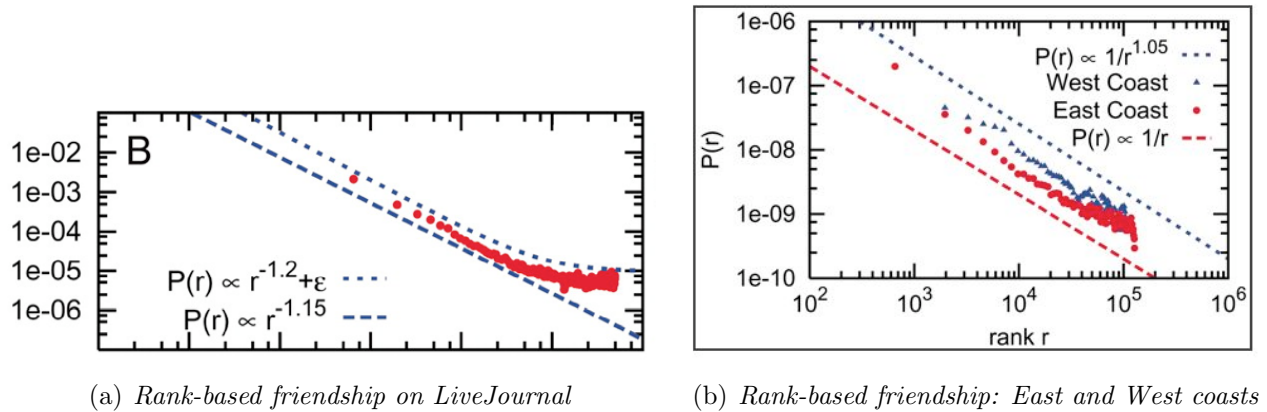 B
1e-02
1e-03
1e-04
1e-05
1e-06
P(r) ∝ r^-1.2+ε
P(r) ∝ r^-1.15
(a) Rank-based friendship on LiveJournal
1e-06
1e-07
1e-08
1e-09
1e-10
P(r)
P(r) ∝ 1/r^1.05
West Coast
East Coast
P(r) ∝ 1/r
10^2
10^3
10^4
10^5
10^6
rank r
(b) Rank-based friendship: East and West coasts